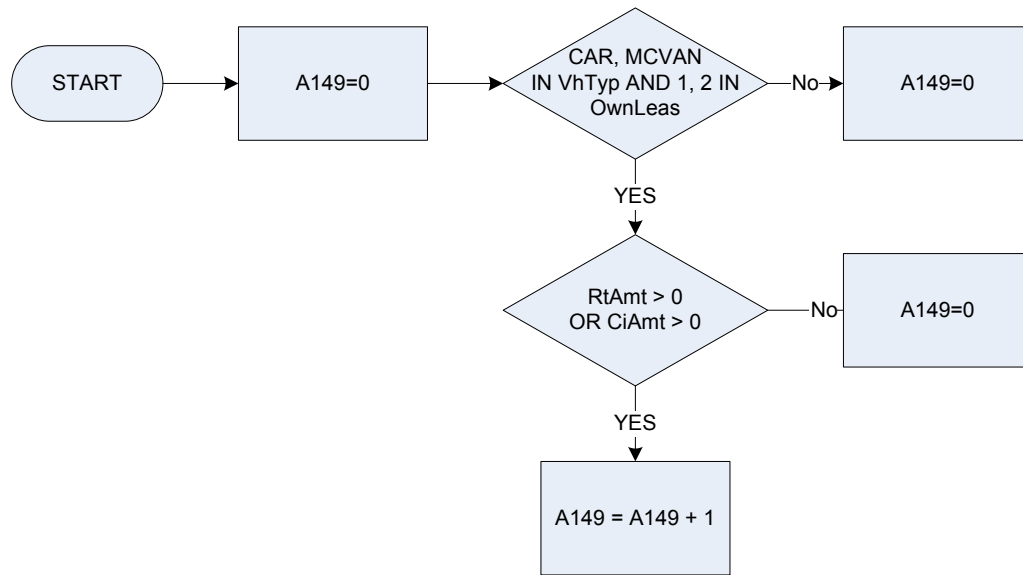 START
A149=0
CAR, MCVAN
IN VhTyp AND 1, 2 IN
OwnLeas
No
A149=0
YES
RtAmt > 0
OR CiAmt > 0
No
A149=0
YES
A149 = A149 + 1